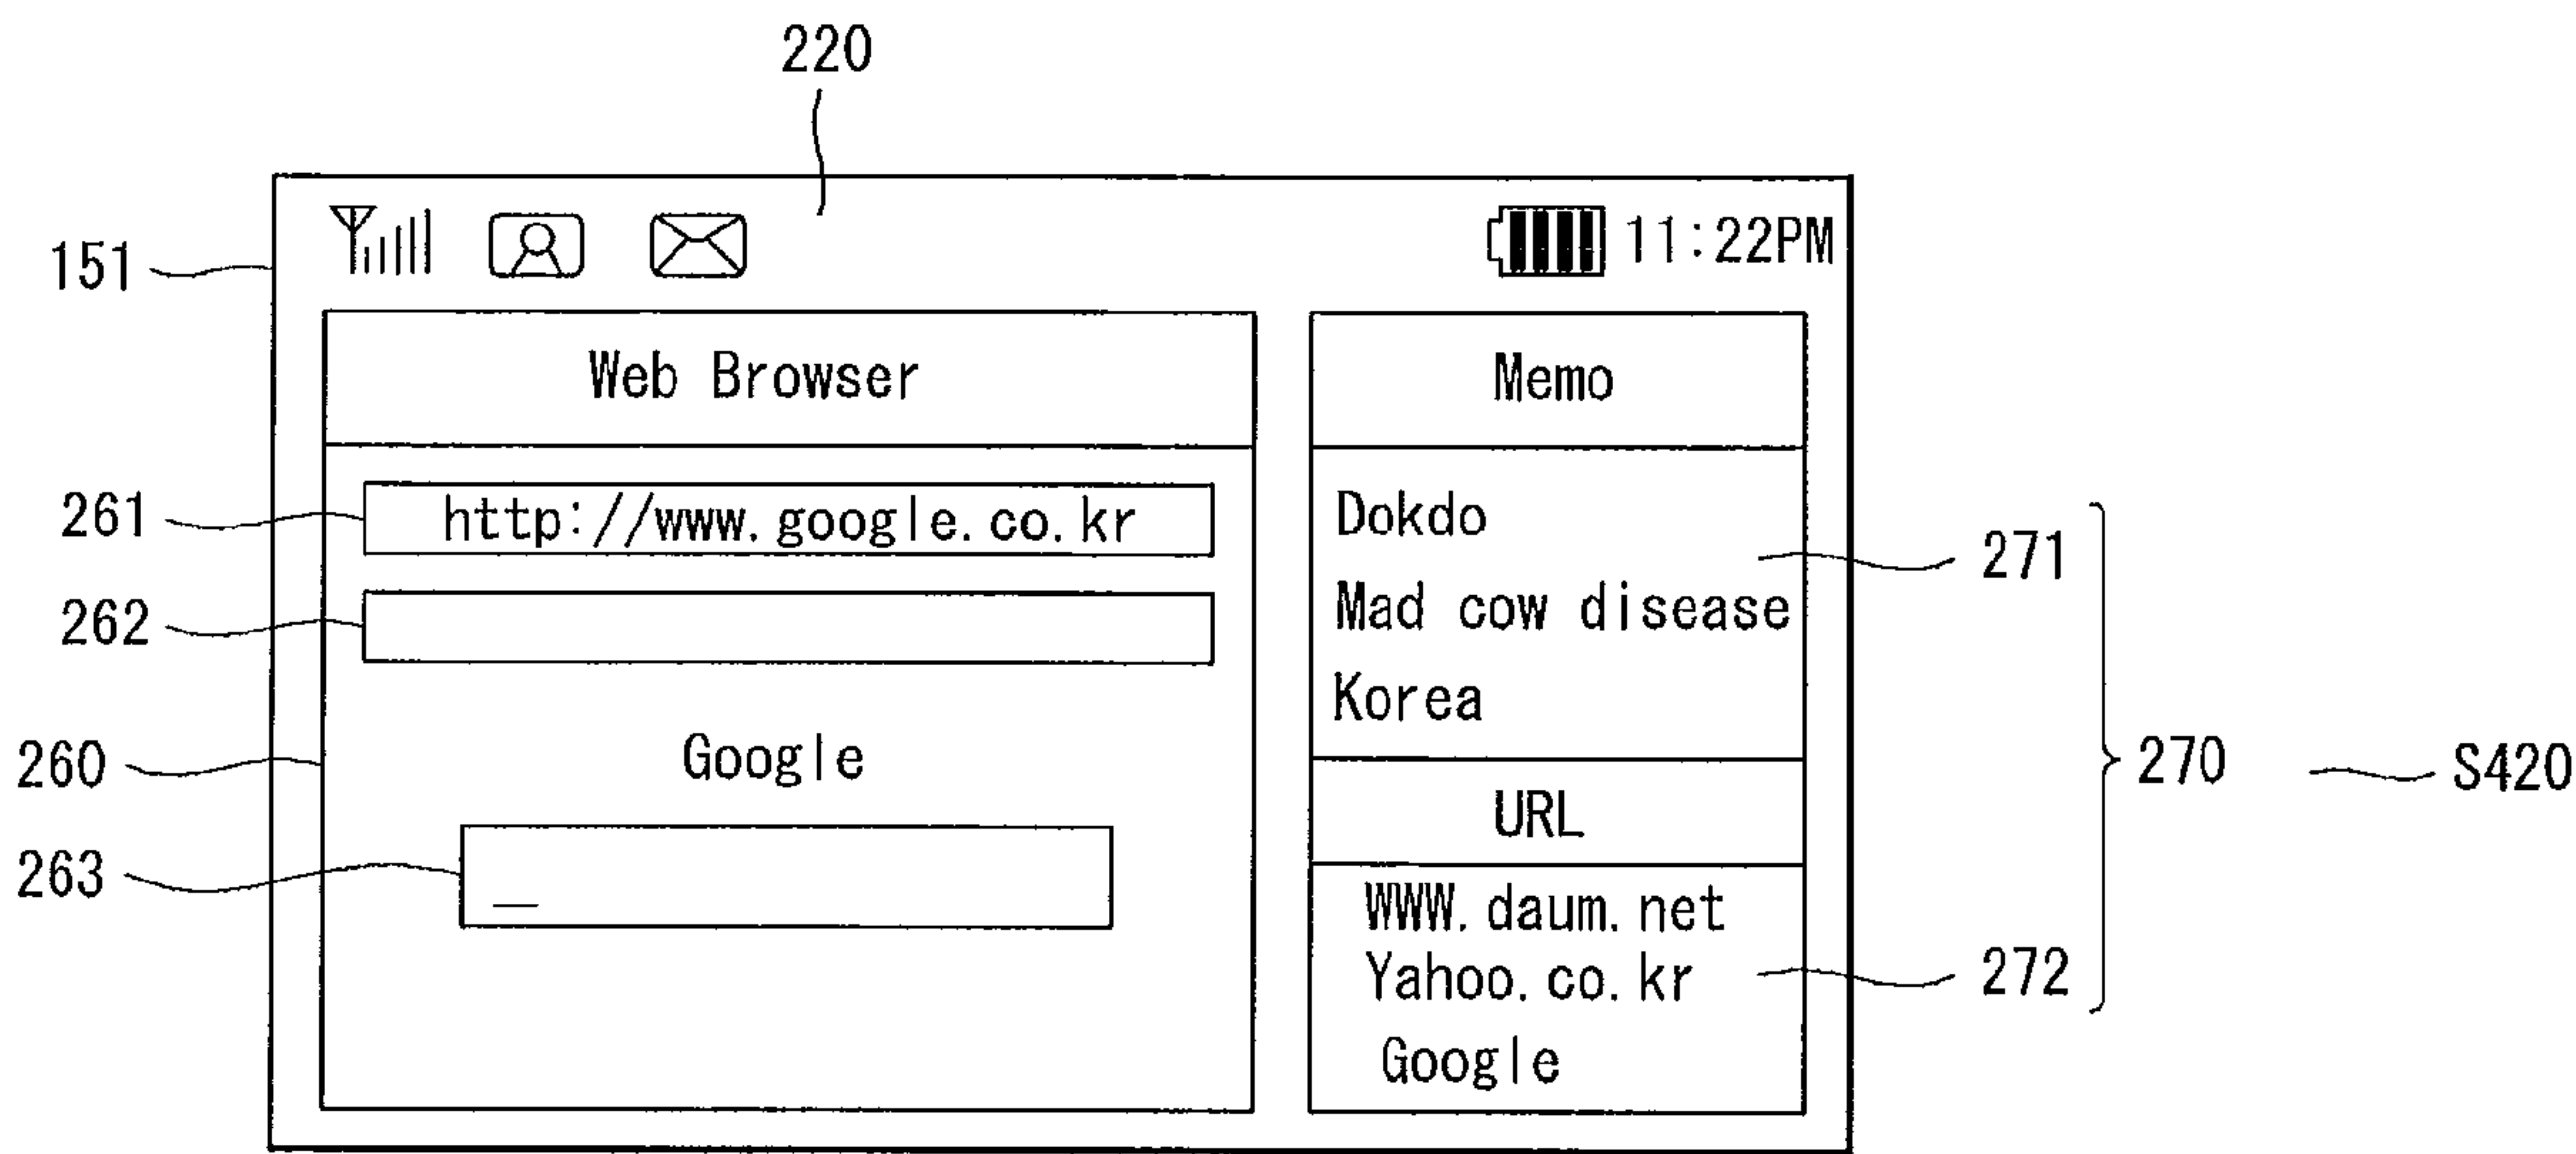 220
151
11:22PM
Web Browser
Memo
261
http://www.google.co.kr
Dokdo
271
262
Mad cow disease
Korea
260
Google
270
S420
URL
263
WWW.daum.net
Yahoo.co.kr
272
Google